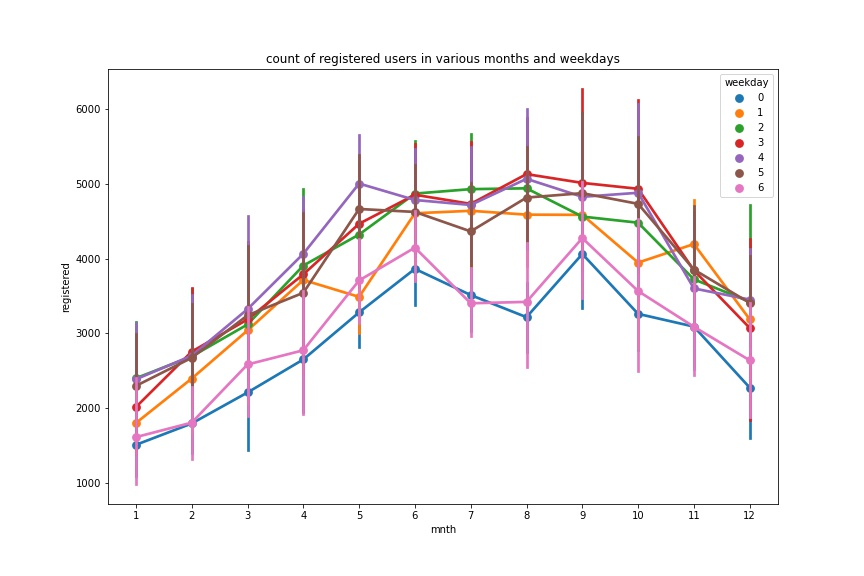 count of registered users in various months and weekdays
weekday
0
1
2
3
4
5
6
6000
5000
4000
3000
2000
1000
registered
1 2 3 4 5 6 7 8 9 10 11 12
mnth